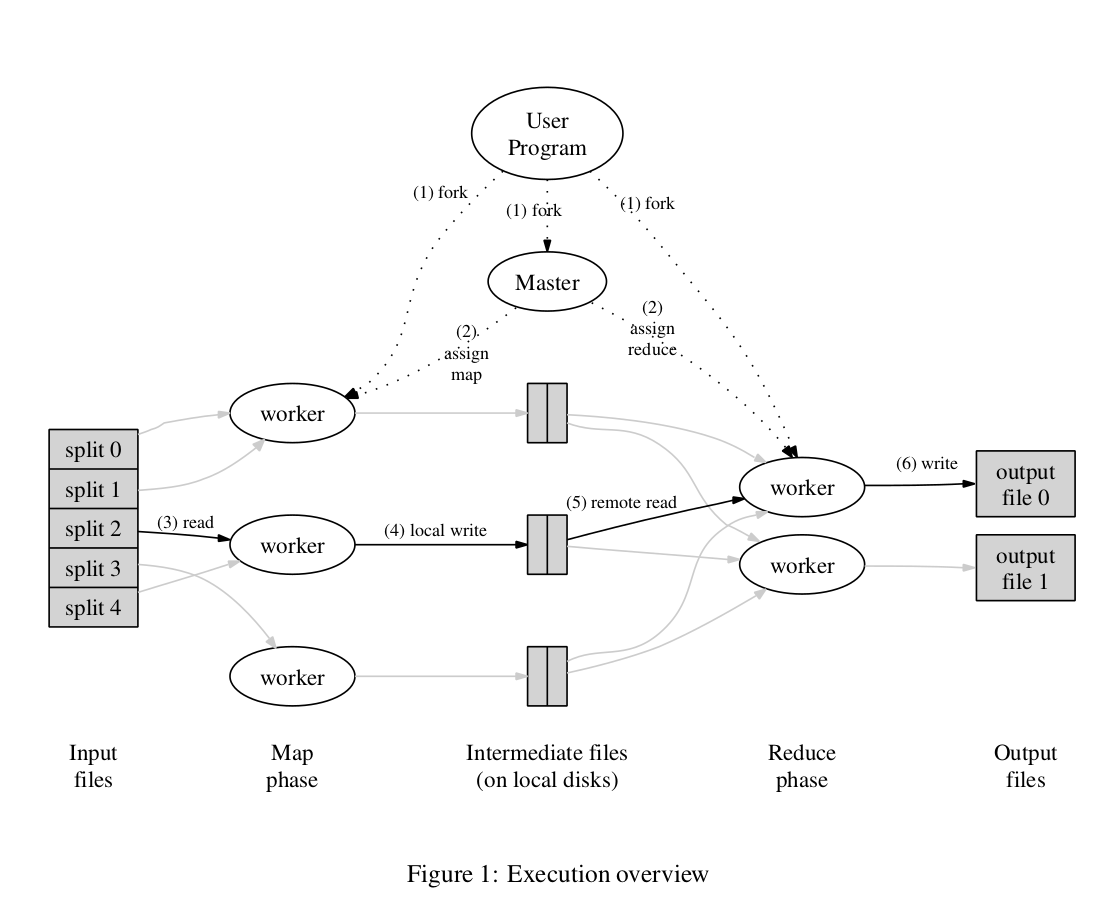 User
Program
(1) fork
(1) fork
(1) fork
Master
(2)
assign
map
(2)
assign
reduce
worker
split 0
split 1
split 2
split 3
split 4
(3) read
worker
(4) local write
(5) remote read
worker
(6) write
output
file 0
worker
output
file 1
worker
Input
files
Map
phase
Intermediate files
(on local disks)
Reduce
phase
Output
files
Figure 1: Execution overview